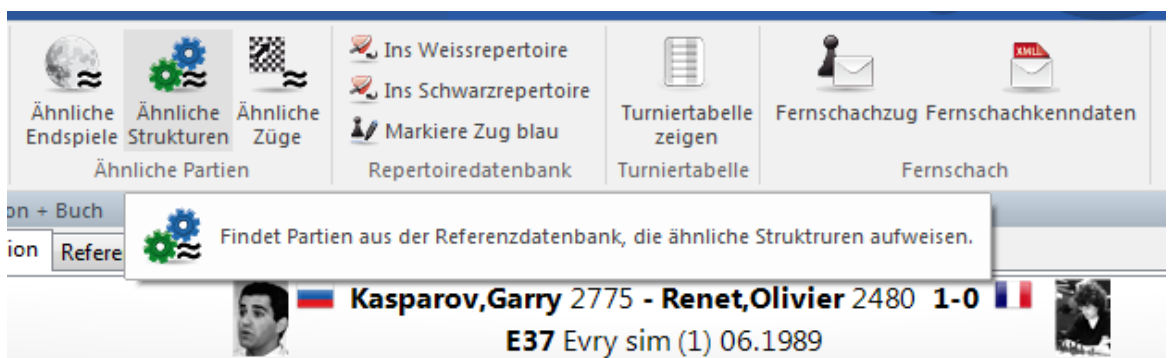 Ähnliche Endspiele
Ähnliche Strukturen
Ähnliche Züge
Ähnliche Partien
Ins Weissrepertoire
Ins Schwarzrepertoire
Markiere Zug blau
Repertoiredatenbank
Turniertabelle
zeigen
Turniertabelle
XML
Fernschachzug
Fernschachkenndaten
Fernschach
on + Buch
ion
Refere
Findet Partien aus der Referenzdatenbank, die ähnliche Struktruren aufweisen.
Kasparov,Garry 2775 - Renet,Olivier 2480 1-0
E37 Evry sim (1) 06.1989